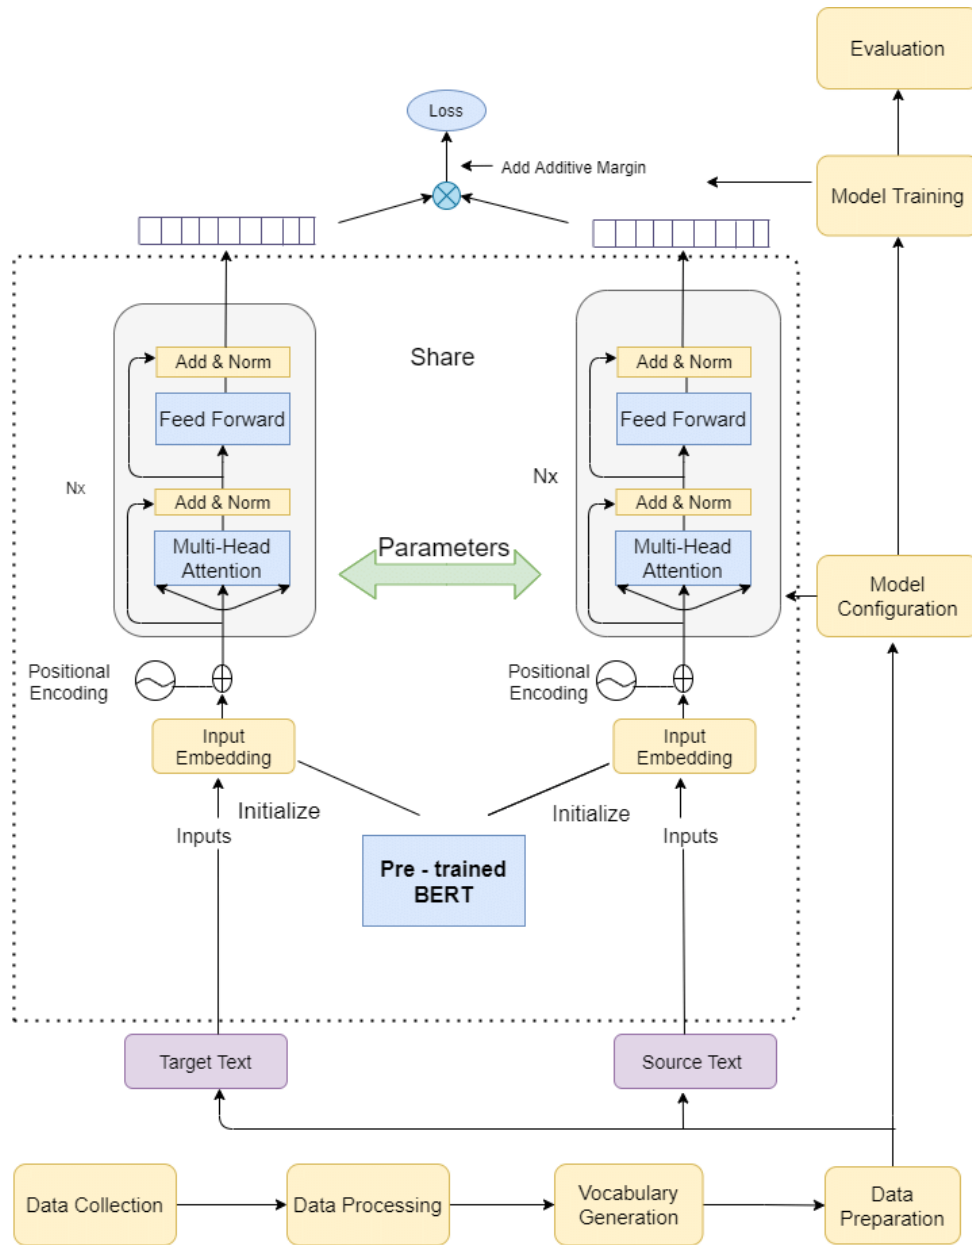 Evaluation
Loss
Add Additive Margin
Model Training
Add & Norm
Share
Add & Norm
Feed Forward
Feed Forward
Nx
Nx
Add & Norm
Add & Norm
Multi-Head
Attention
Parameters
Multi-Head
Attention
Model
Configuration
Positional
Encoding
Positional
Encoding
Input
Embedding
Input
Embedding
Initialize
Initialize
Inputs
Inputs
Pre - trained
BERT
Target Text
Source Text
Data Collection
Data Processing
Vocabulary
Generation
Data
Preparation